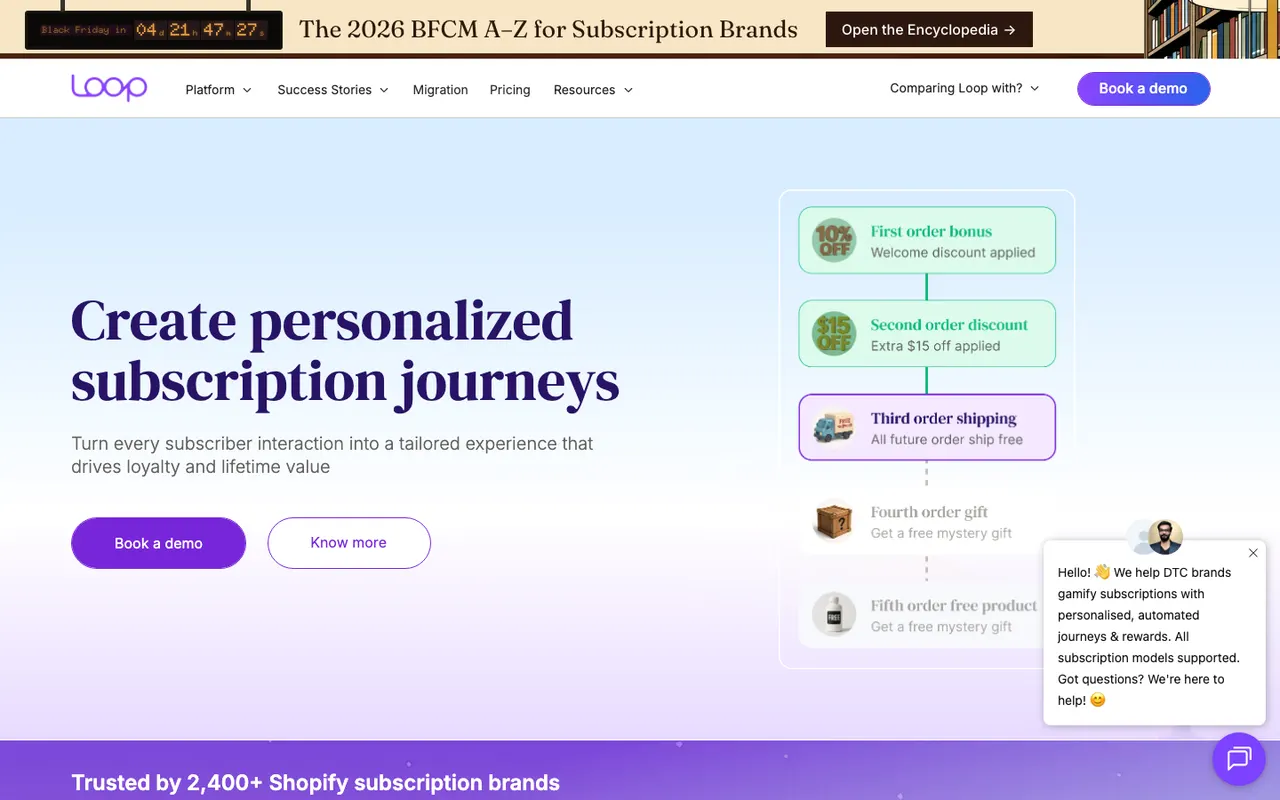 Black Friday in 04d 21h 47m 27s
The 2026 BFCM A–Z for Subscription Brands
Open the Encyclopedia →
Loop
Platform
Success Stories
Migration
Pricing
Resources
Comparing Loop with?
Book a demo
Create personalized
subscription journeys
Turn every subscriber interaction into a tailored experience that
drives loyalty and lifetime value
Book a demo
Know more
10% OFF
First order bonus
Welcome discount applied
$15 OFF
Second order discount
Extra $15 off applied
Third order shipping
All future order ship free
Fourth order gift
Get a free mystery gift
FREE
Fifth order free product
Get a free mystery gift
Hello! 👋 We help DTC brands
gamify subscriptions with
personalised, automated
journeys & rewards. All
subscription models supported.
Got questions? We're here to
help! 😊
Trusted by 2,400+ Shopify subscription brands